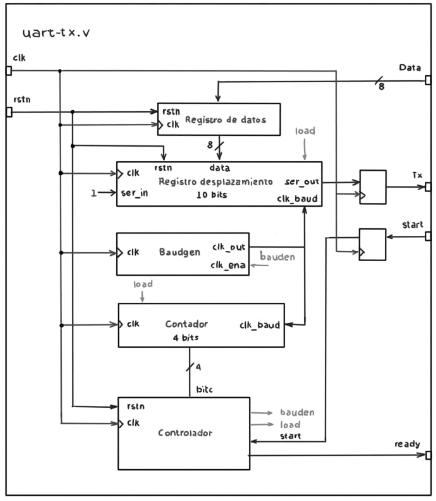 uart-tx.v
clk
Data
8
rstn
rstn
clk
Registro de datos
8
load
rstn
data
clk
Registro desplazamiento
ser_out
1
ser_in
10 bits
clk_baud
Tx
start
clk
Baudgen
clk_out
clk_ena
bauden
load
clk
Contador
clk_baud
4 bits
4
bitc
rstn
clk
Controlador
bauden
load
start
ready